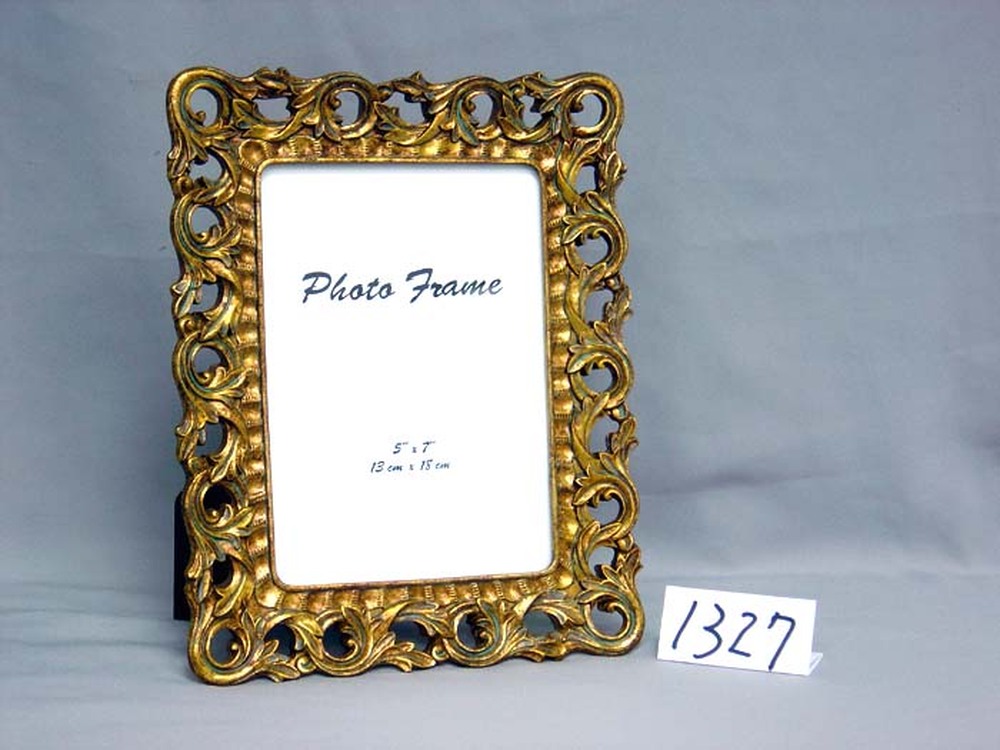 Photo Frame
5" x 7"
13 cm x 18 cm
1327